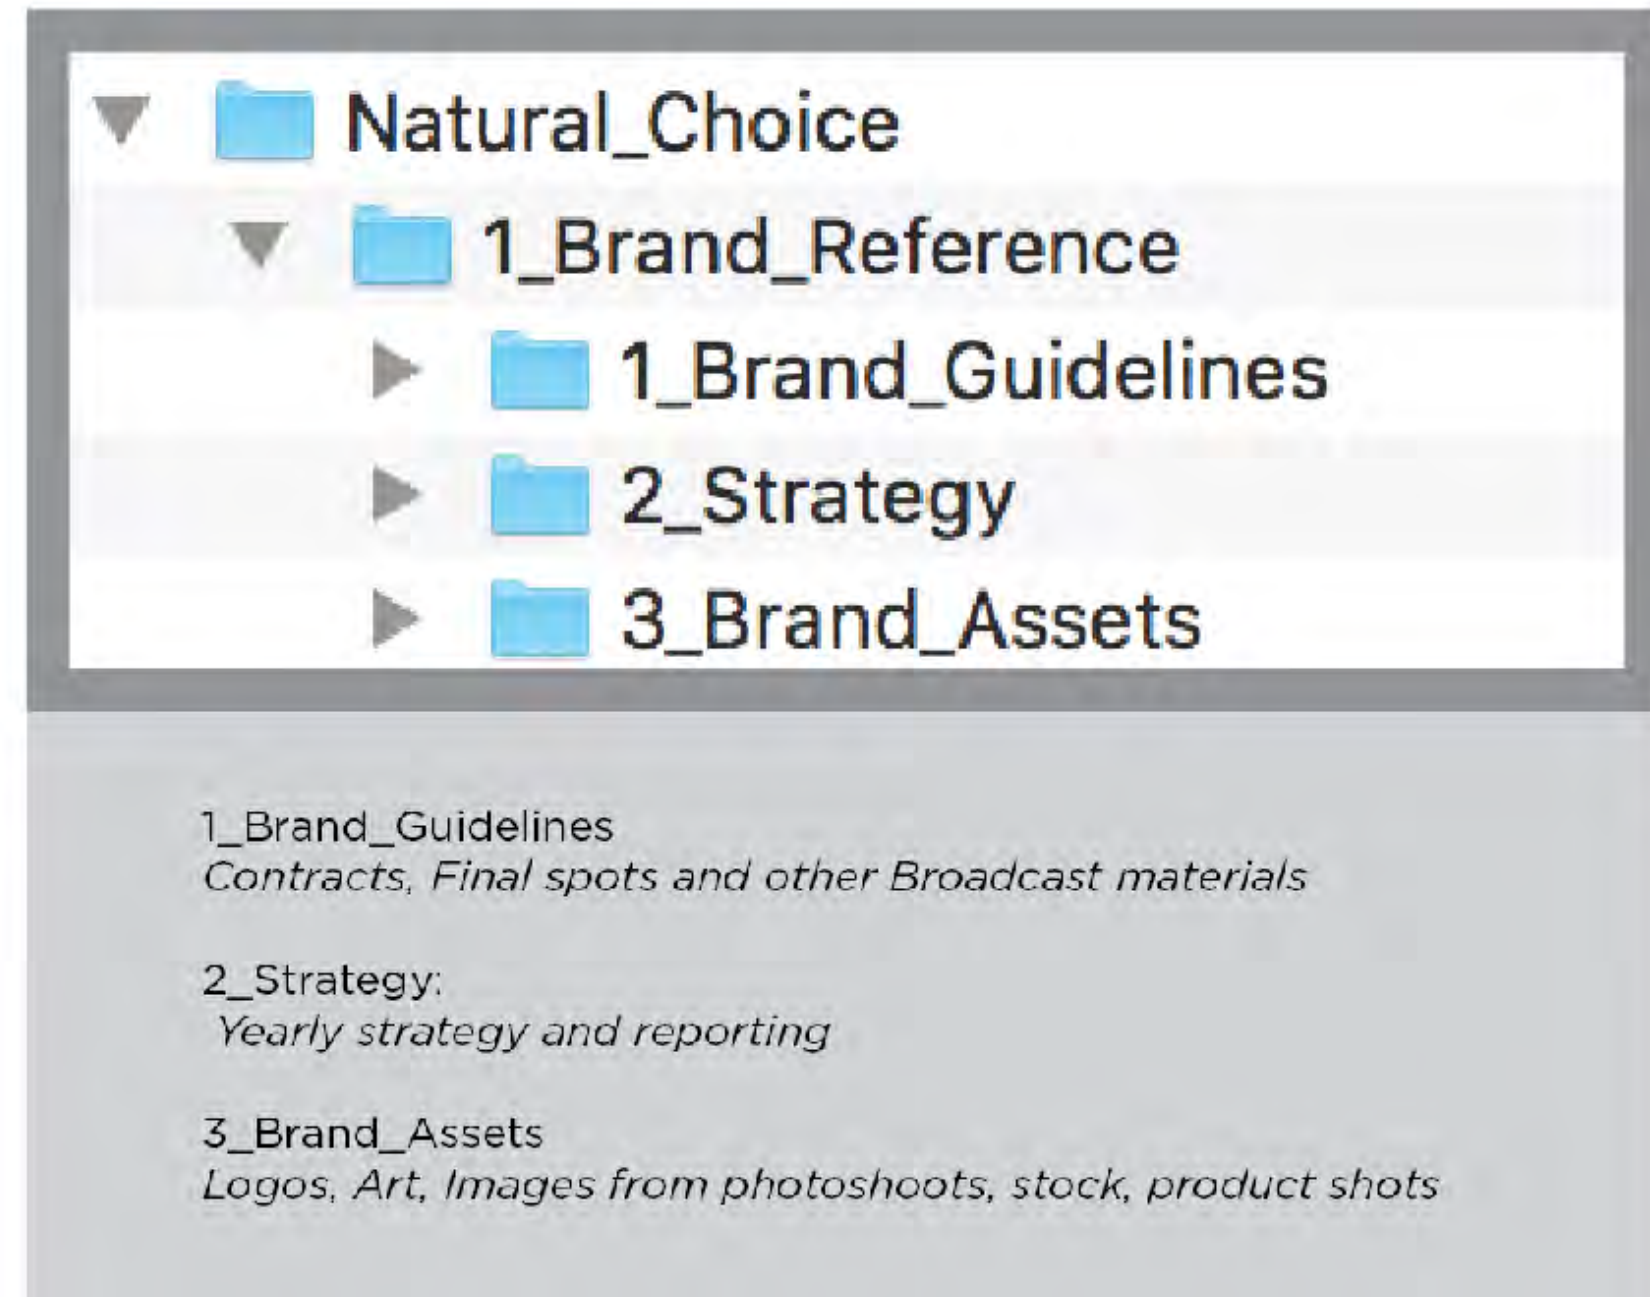 Natural_Choice
1_Brand_Reference
1_Brand_Guidelines
2_Strategy
3_Brand_Assets
1_Brand_Guidelines
Contracts, Final spots and other Broadcast materials
2_Strategy:
Yearly strategy and reporting
3_Brand_Assets
Logos, Art, Images from photoshoots, stock, product shots